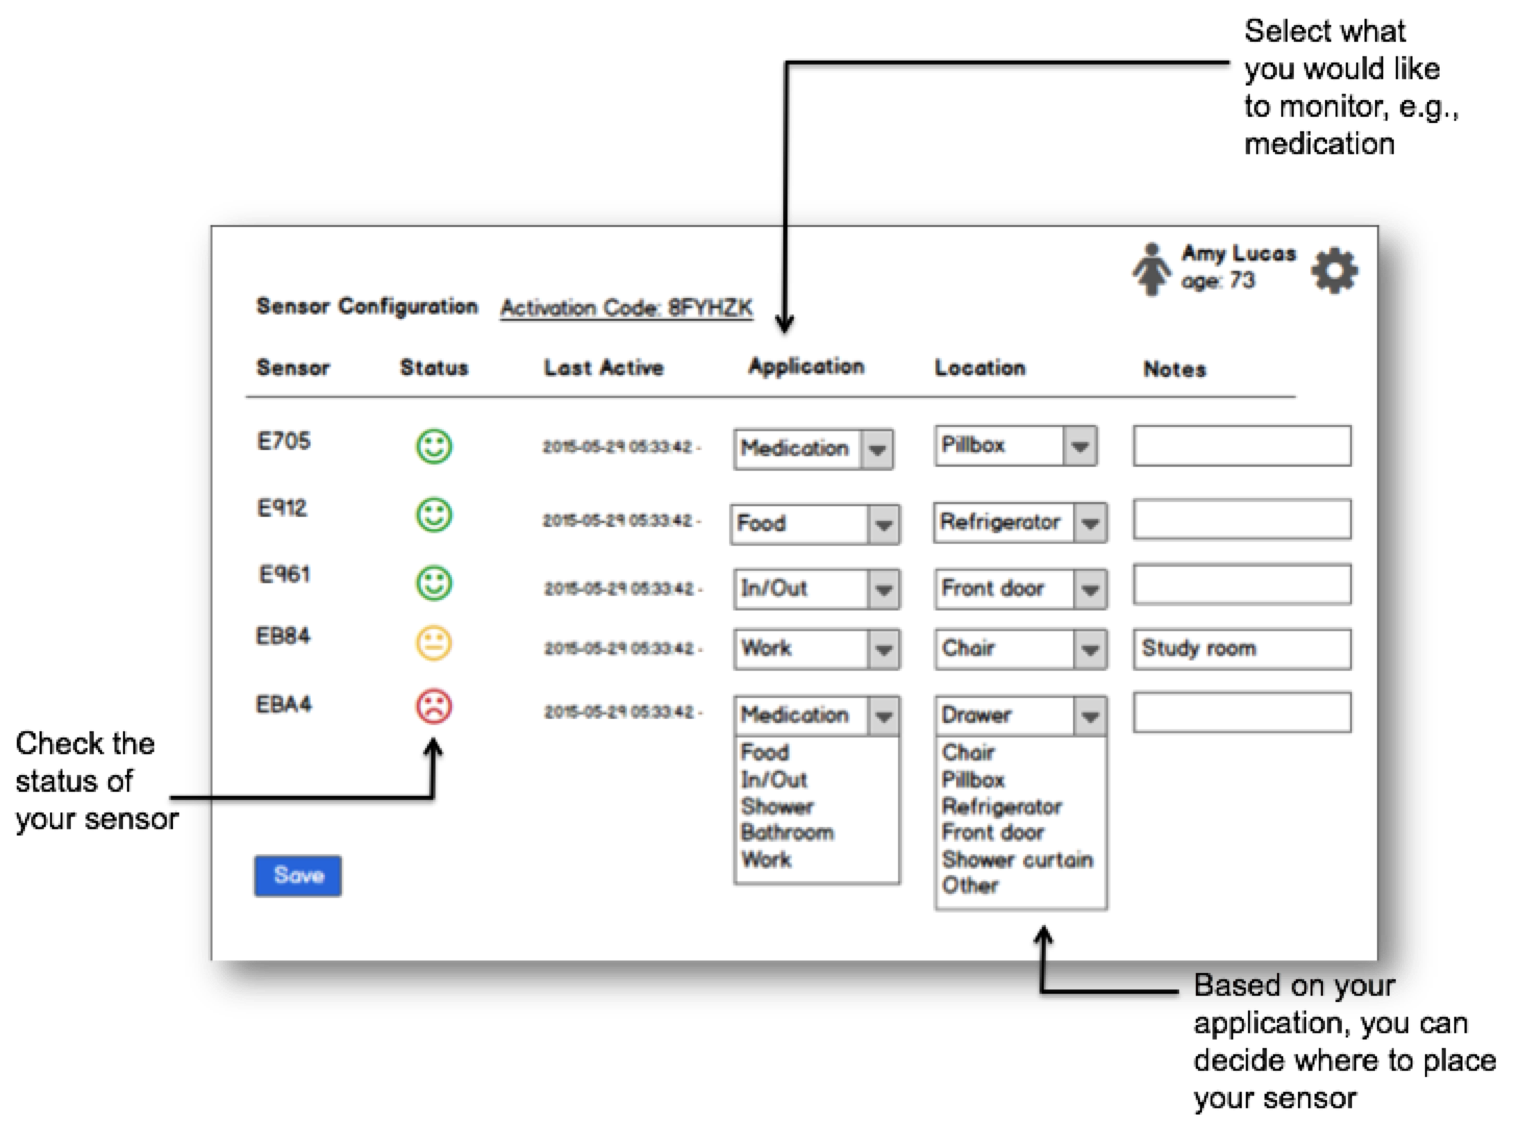 Select what
you would like
to monitor, e.g.,
medication
Amy Lucas
age: 73
Sensor Configuration Activation Code: 8FYHZK
Sensor Status Last Active Application Location Notes
E705 2015-05-29 05:33:42 - Medication Pillbox
E912 2015-05-29 05:33:42 - Food Refrigerator
E961 2015-05-29 05:33:42 - In/Out Front door
EB84 2015-05-29 05:33:42 - Work Chair Study room
EBA4 2015-05-29 05:33:42 - Medication Drawer
Food Chair
In/Out Pillbox
Shower Refrigerator
Bathroom Front door
Work Shower curtain
Other
Check the
status of
your sensor
Save
Based on your
application, you can
decide where to place
your sensor